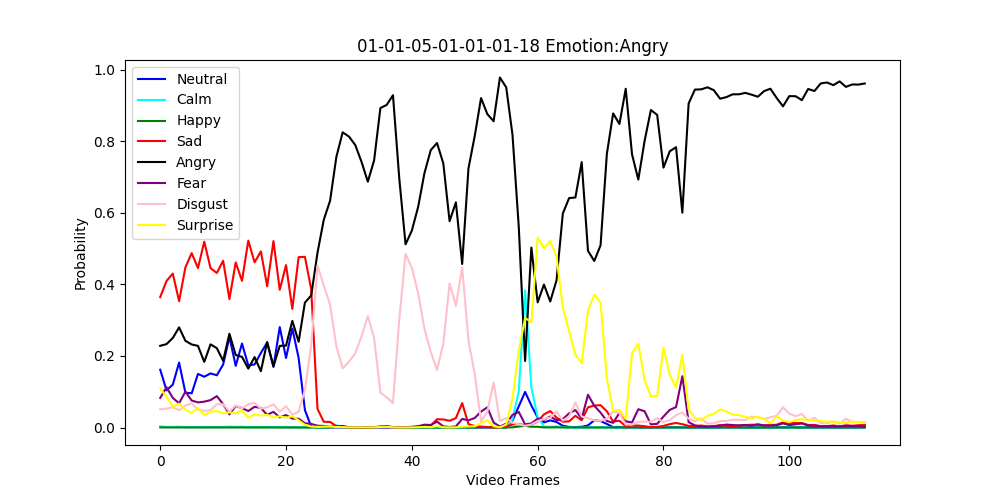 01-01-05-01-01-01-18 Emotion:Angry
1.0
0.8
0.6
0.4
0.2
0.0
Probability
Neutral
Calm
Happy
Sad
Angry
Fear
Disgust
Surprise
0 20 40 60 80 100
Video Frames